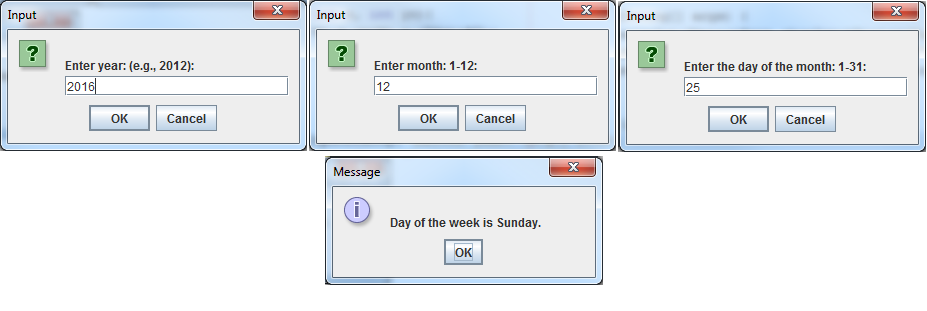 Input
Enter year: (e.g., 2012):
2016
OK Cancel
Input
Enter month: 1-12:
12
OK Cancel
Input
Enter the day of the month: 1-31:
25
OK Cancel
Message
Day of the week is Sunday.
OK